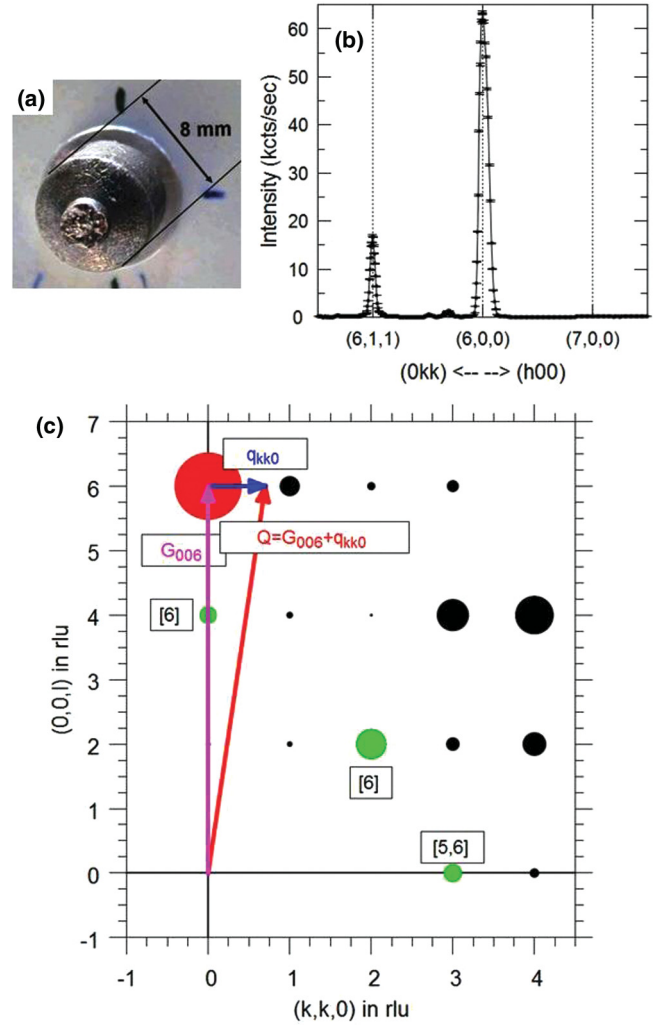 (a)
8 mm
(b)
Intensity (kcts/sec)
60
50
40
30
20
10
0
(6,1,1)
(6,0,0)
(7,0,0)
(0kk) <-- --> (h00)
(c)
7
6
5
4
3
2
1
0
-1
(0,0,l) in rlu
qkk0
G006
Q=G006+qkk0
[6]
[6]
[5,6]
-1
0
1
2
3
4
(k,k,0) in rlu